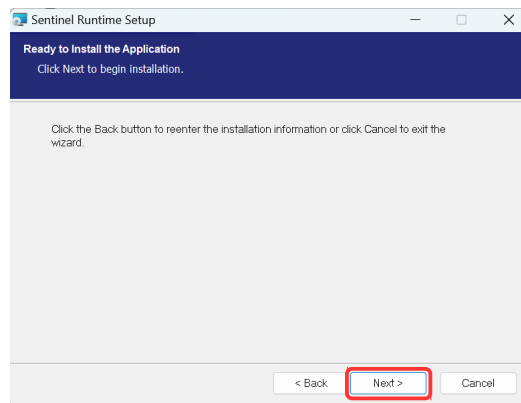 Sentinel Runtime Setup
Ready to Install the Application
Click Next to begin installation.
Click the Back button to reenter the installation information or click Cancel to exit the
wizard.
< Back Next > Cancel